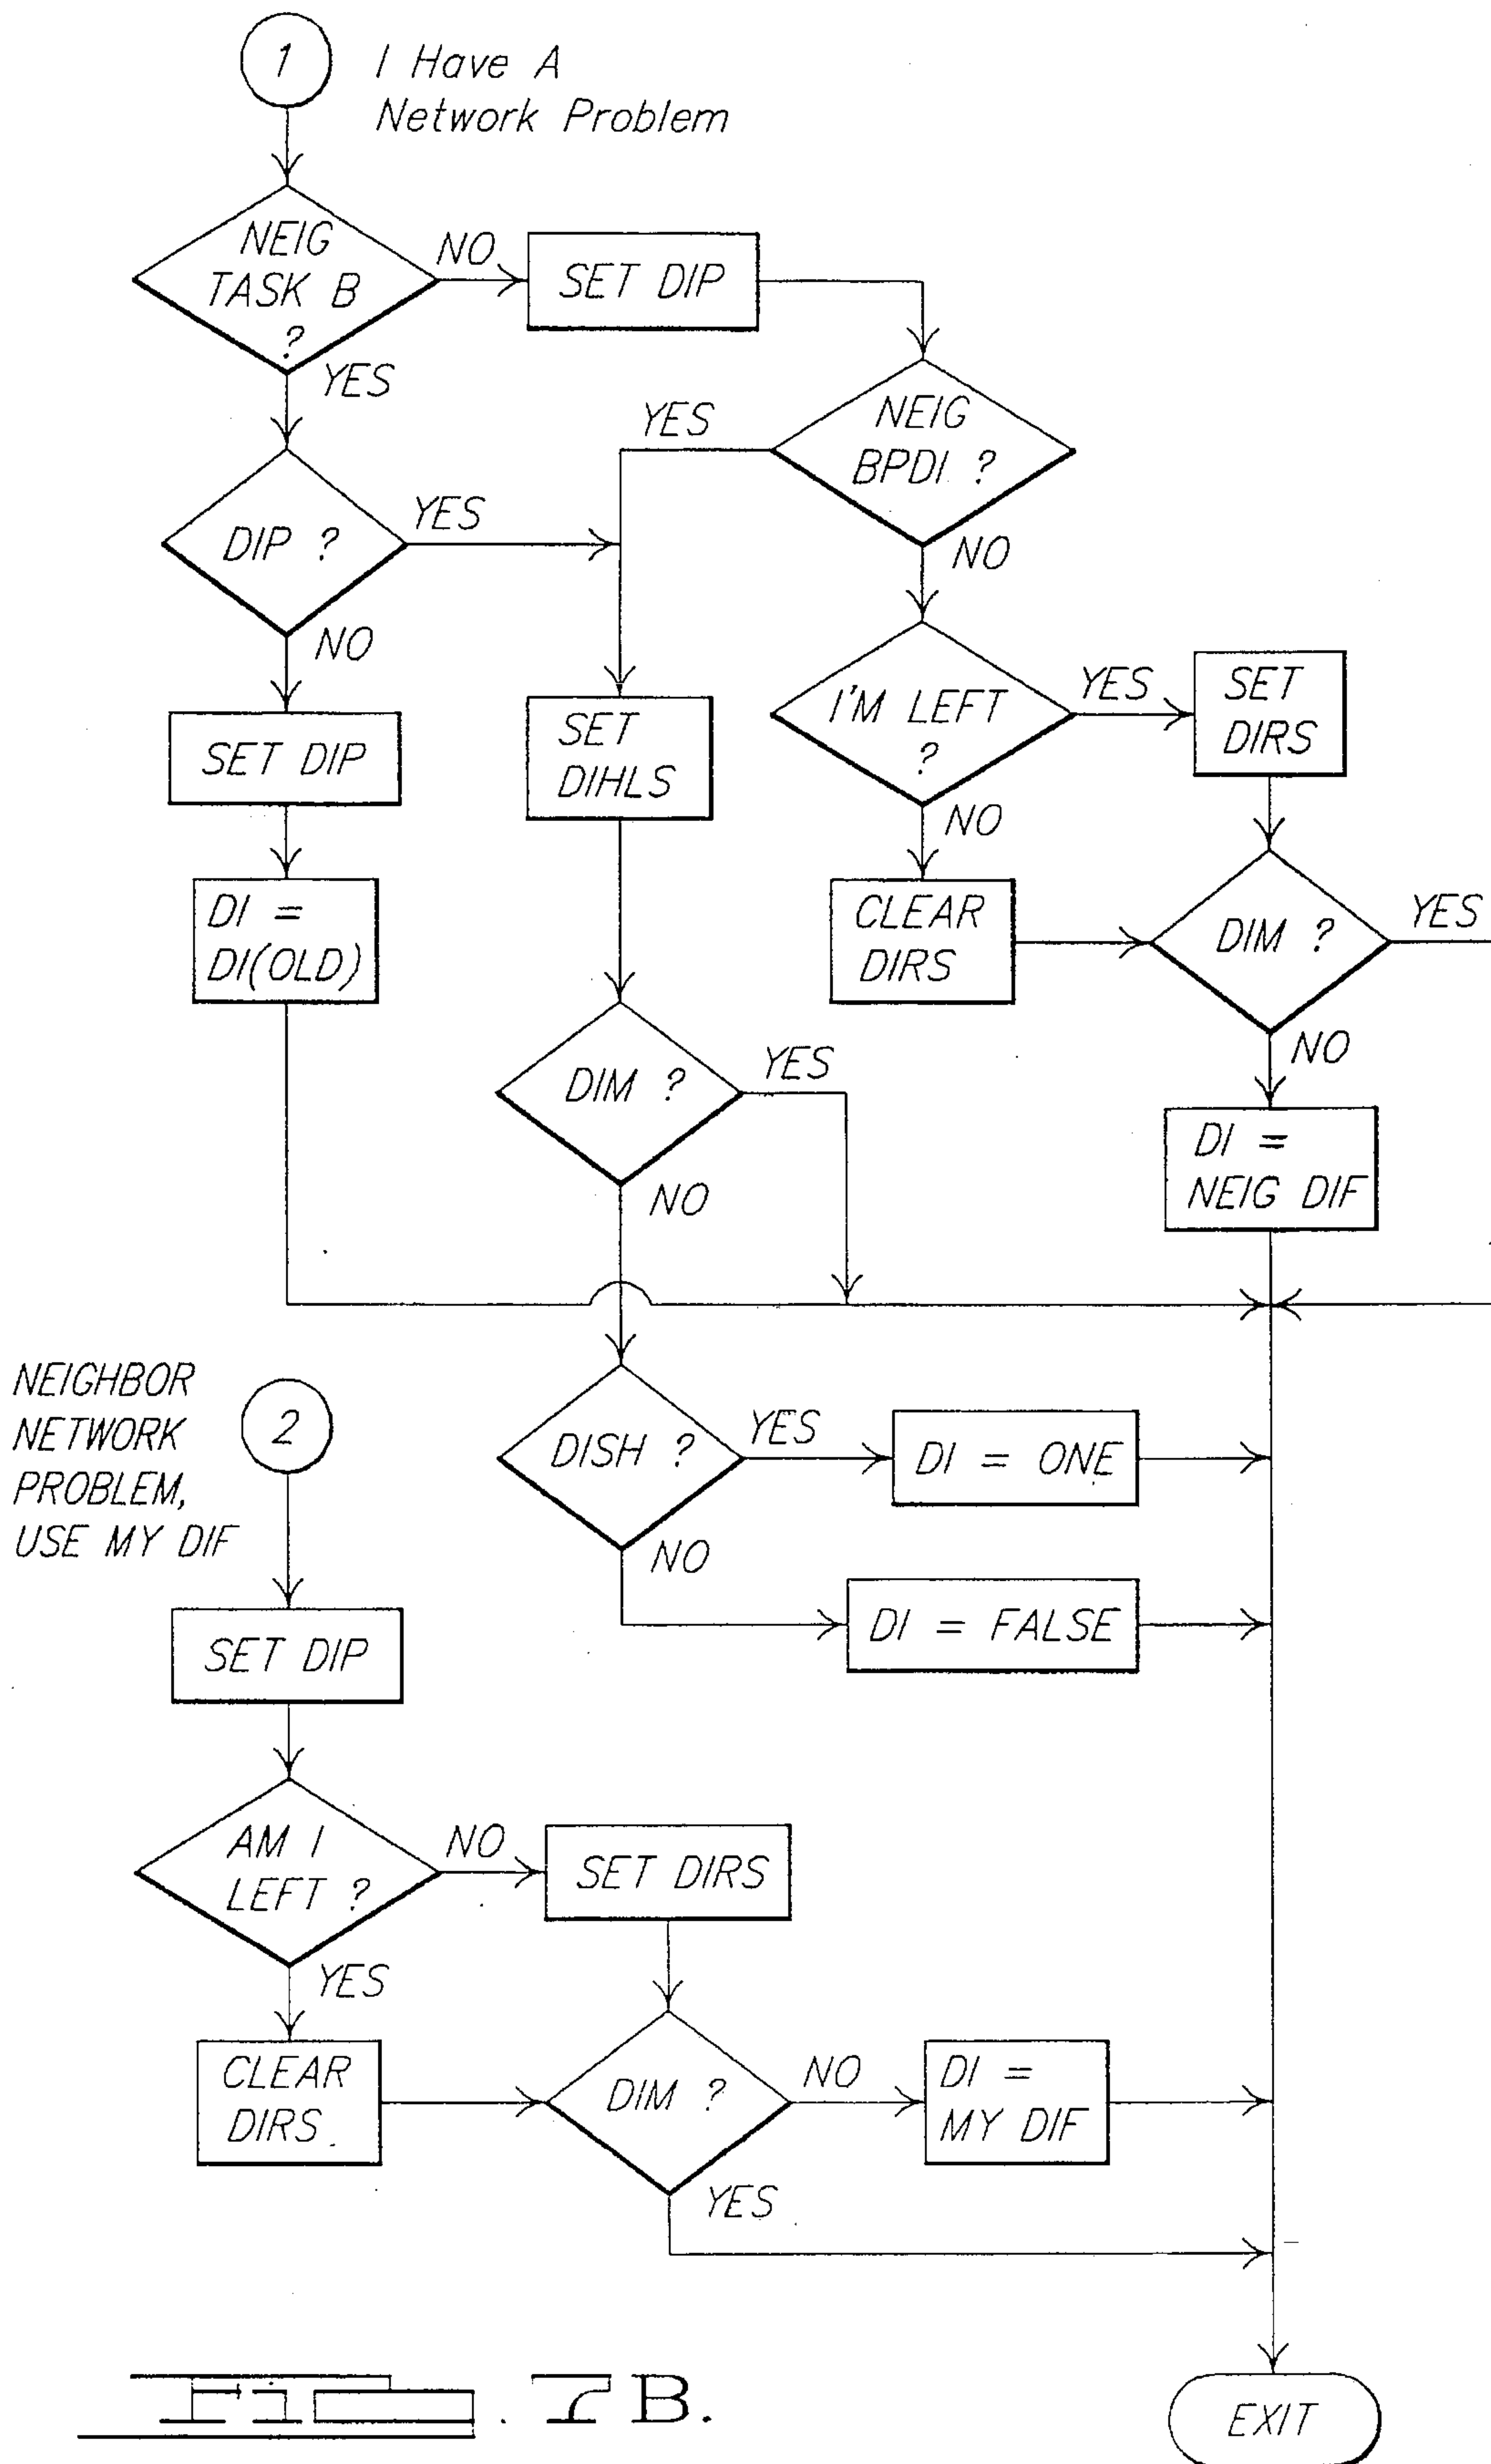 1
I Have A
Network Problem
NEIG
TASK B
?
NO
SET DIP
YES
NEIG
BPDI ?
YES
NO
DIP ?
YES
NO
I'M LEFT
?
YES
SET
DIRS
NO
SET DIP
SET
DIHLS
CLEAR
DIRS
DI =
DI(OLD)
DIM ?
YES
NO
DIM ?
YES
NO
DI =
NEIG DIF
NEIGHBOR
NETWORK
PROBLEM,
USE MY DIF
2
DISH ?
YES
DI = ONE
NO
DI = FALSE
SET DIP
AM I
LEFT ?
NO
SET DIRS
YES
CLEAR
DIRS
DIM ?
NO
DI =
MY DIF
YES
FIG. 7B.
EXIT